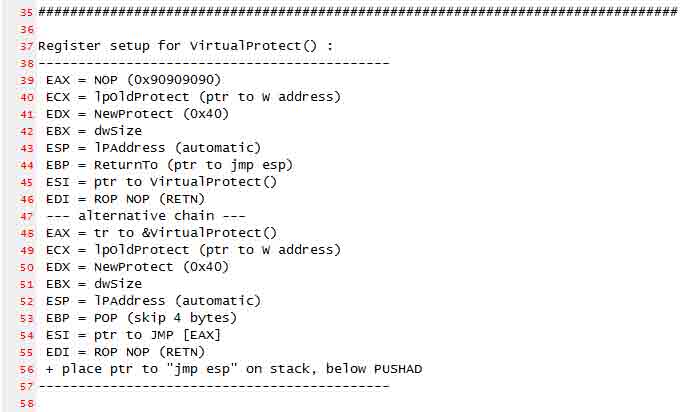 35 ################################################################################
36
37 Register setup for VirtualProtect() :
38 --------------------------------------------
39 EAX = NOP (0x90909090)
40 ECX = lpOldProtect (ptr to W address)
41 EDX = NewProtect (0x40)
42 EBX = dwSize
43 ESP = lPAddress (automatic)
44 EBP = ReturnTo (ptr to jmp esp)
45 ESI = ptr to VirtualProtect()
46 EDI = ROP NOP (RETN)
47 --- alternative chain ---
48 EAX = tr to &VirtualProtect()
49 ECX = lpOldProtect (ptr to W address)
50 EDX = NewProtect (0x40)
51 EBX = dwSize
52 ESP = lPAddress (automatic)
53 EBP = POP (skip 4 bytes)
54 ESI = ptr to JMP [EAX]
55 EDI = ROP NOP (RETN)
56 + place ptr to "jmp esp" on stack, below PUSHAD
57 --------------------------------------------
58